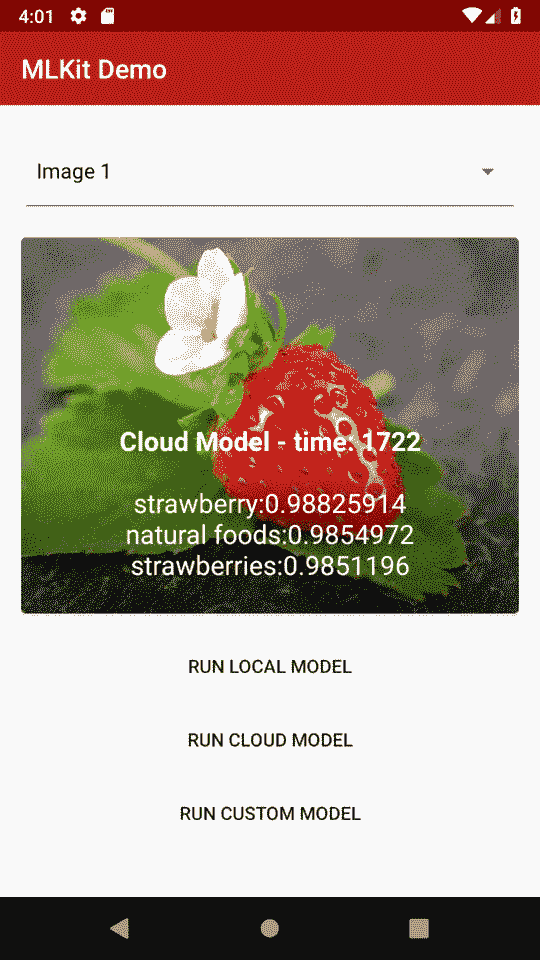 4:01
MLKit Demo
Image 1
Cloud Model - time: 1722
strawberry:0.98825914
natural foods:0.9854972
strawberries:0.9851196
RUN LOCAL MODEL
RUN CLOUD MODEL
RUN CUSTOM MODEL